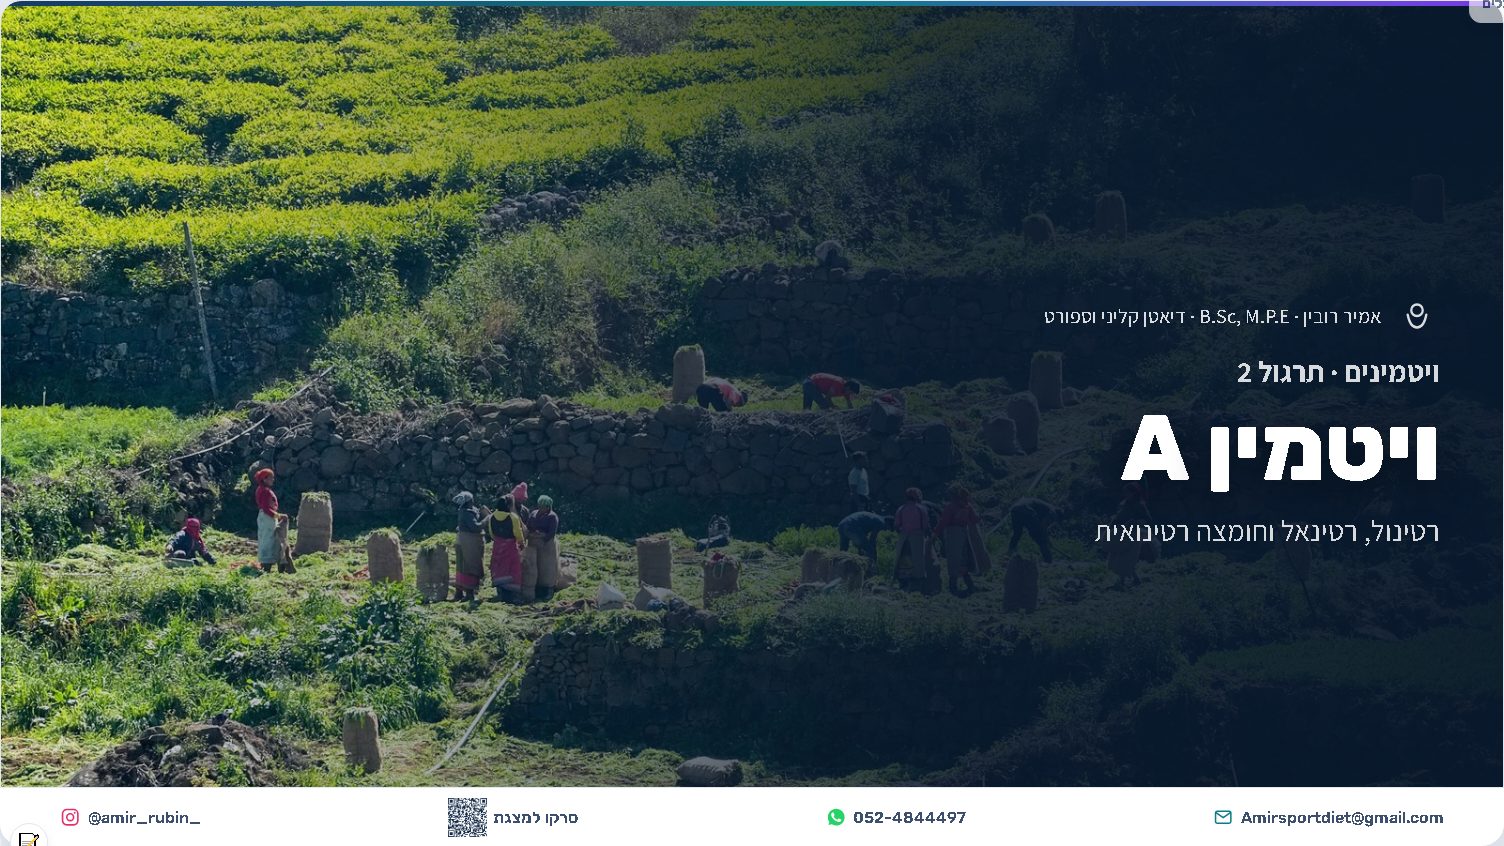 אמיר רובין · B.Sc, M.P.E · דיאטן קליני וספורט
ויטמינים · תרגול 2
ויטמין A
רטינול, רטינאל וחומצה רטינואית
@amir_rubin_
סרקו למצגת
052-4844497
Amirsportdiet@gmail.com